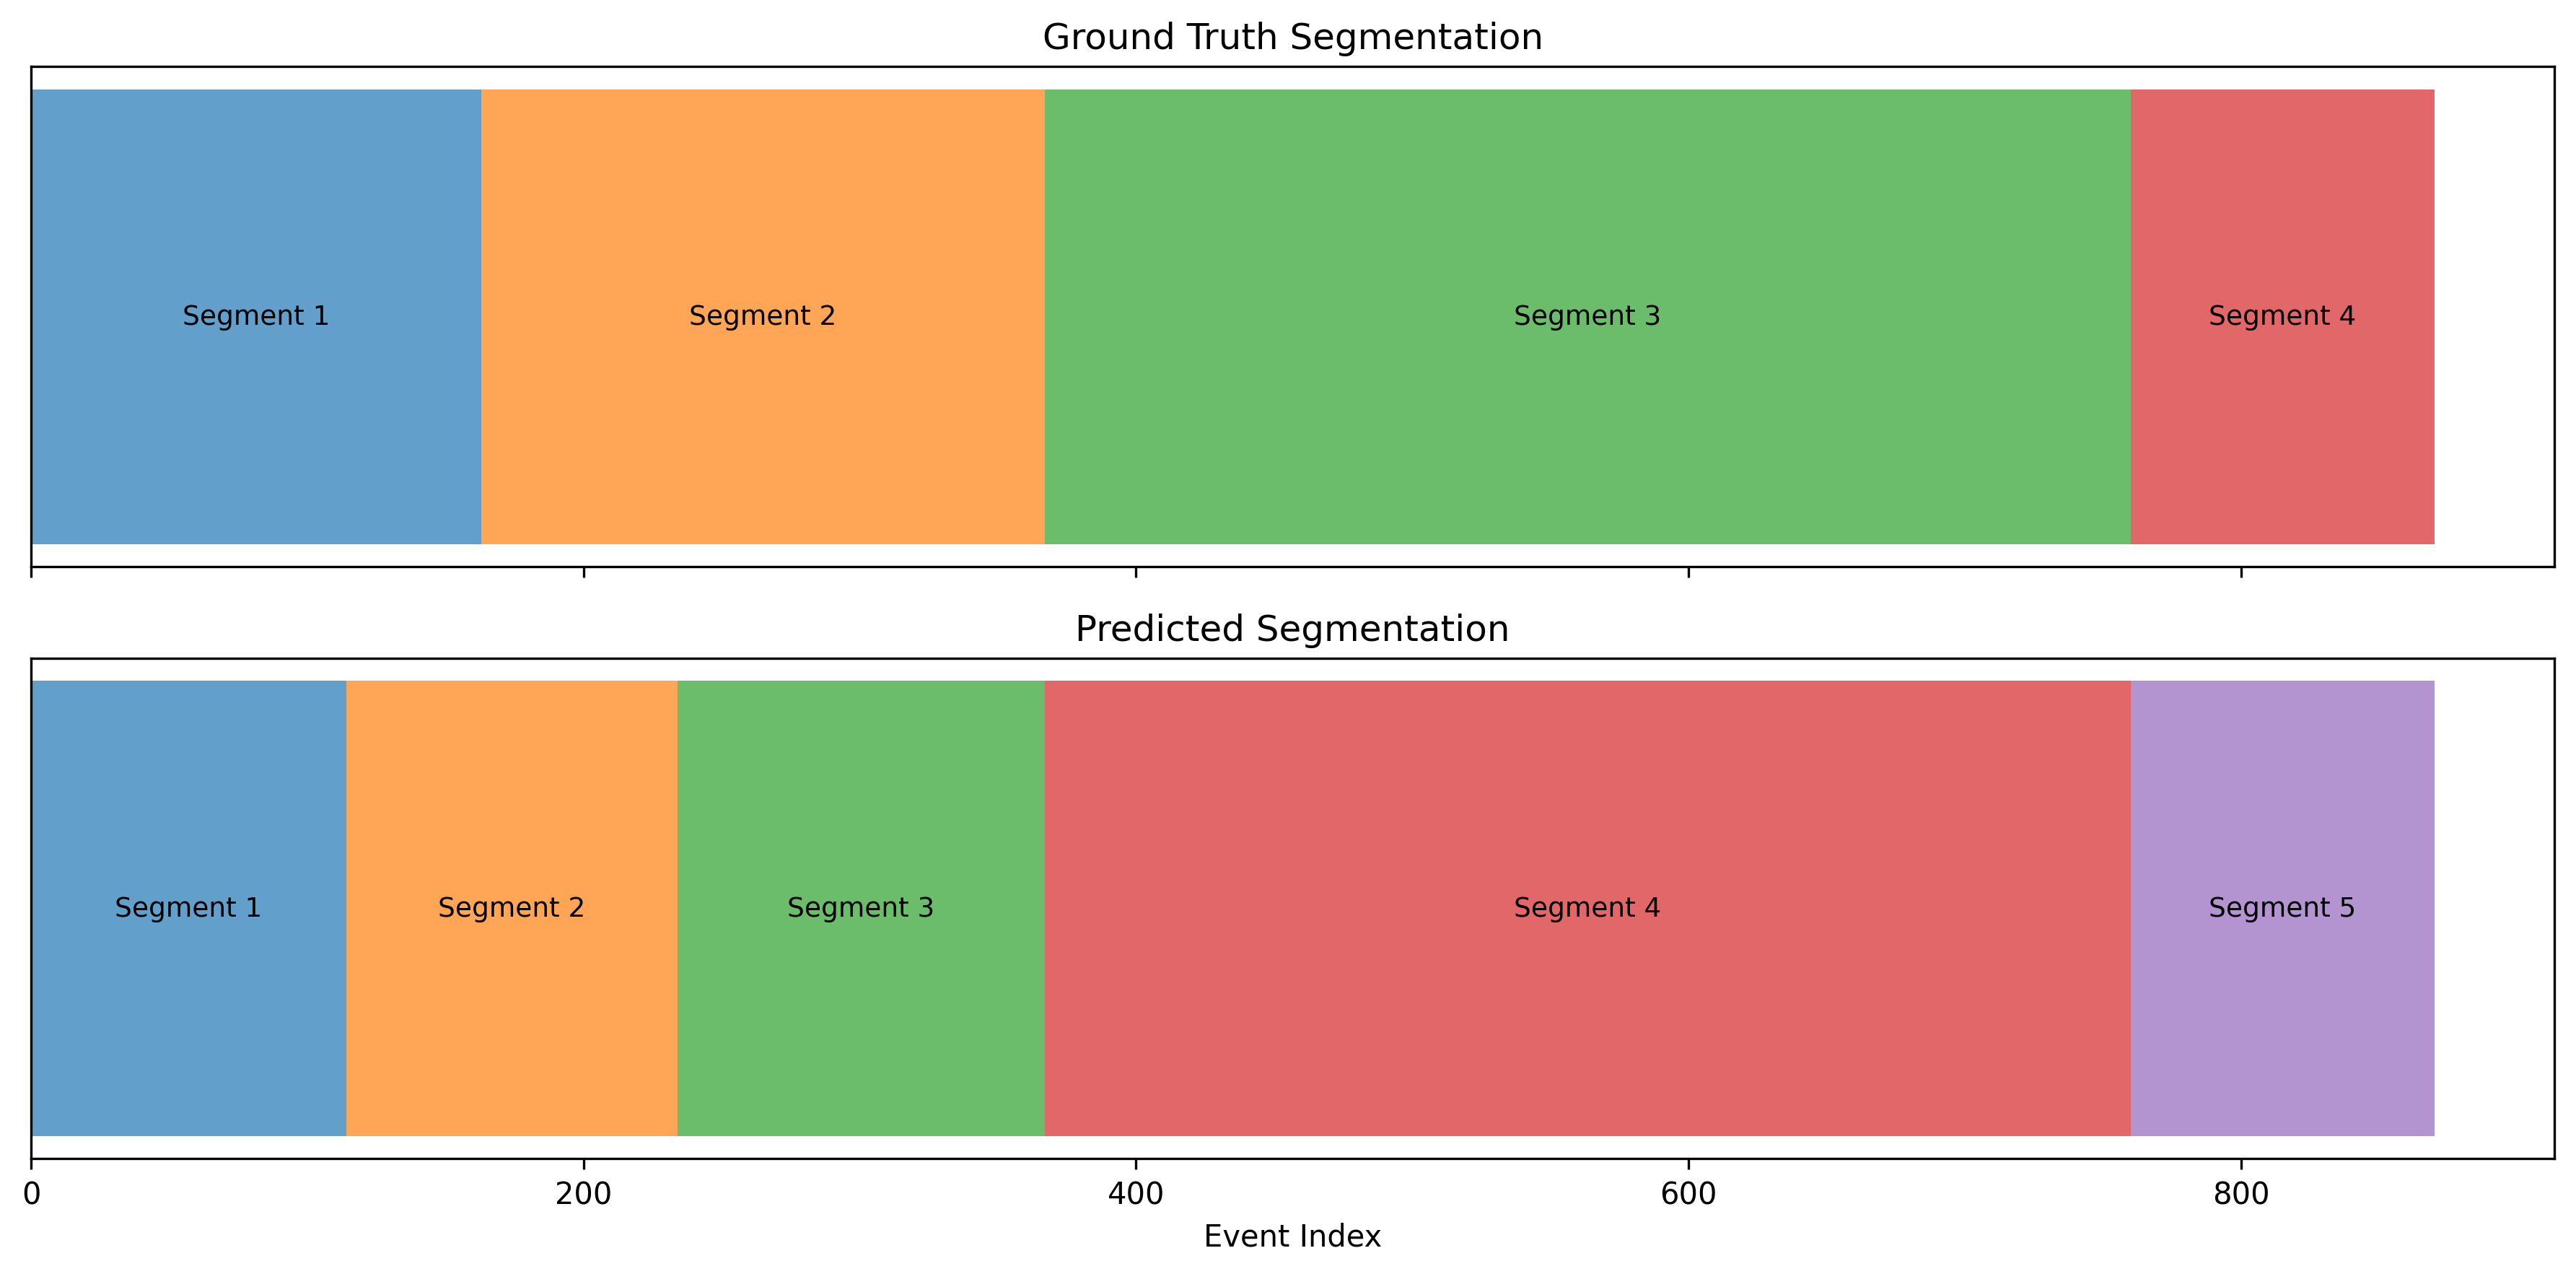 Ground Truth Segmentation
Segment 1 Segment 2 Segment 3 Segment 4
Predicted Segmentation
Segment 1 Segment 2 Segment 3 Segment 4 Segment 5
0 200 400 600 800
Event Index